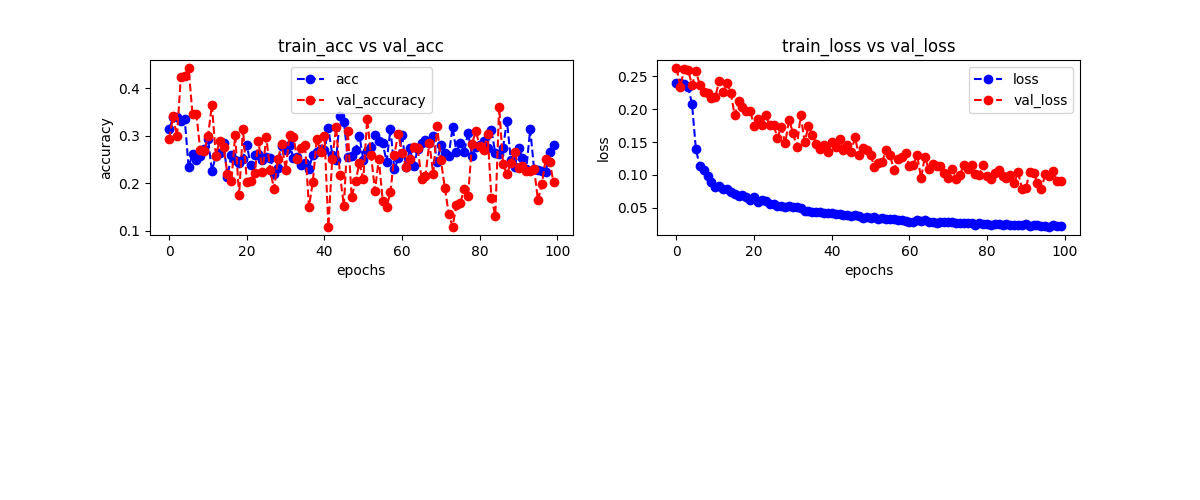 train_acc vs val_acc
acc
val_accuracy
accuracy
0.4
0.3
0.2
0.1
0 20 40 60 80 100
epochs
train_loss vs val_loss
loss
val_loss
loss
0.25
0.20
0.15
0.10
0.05
0 20 40 60 80 100
epochs